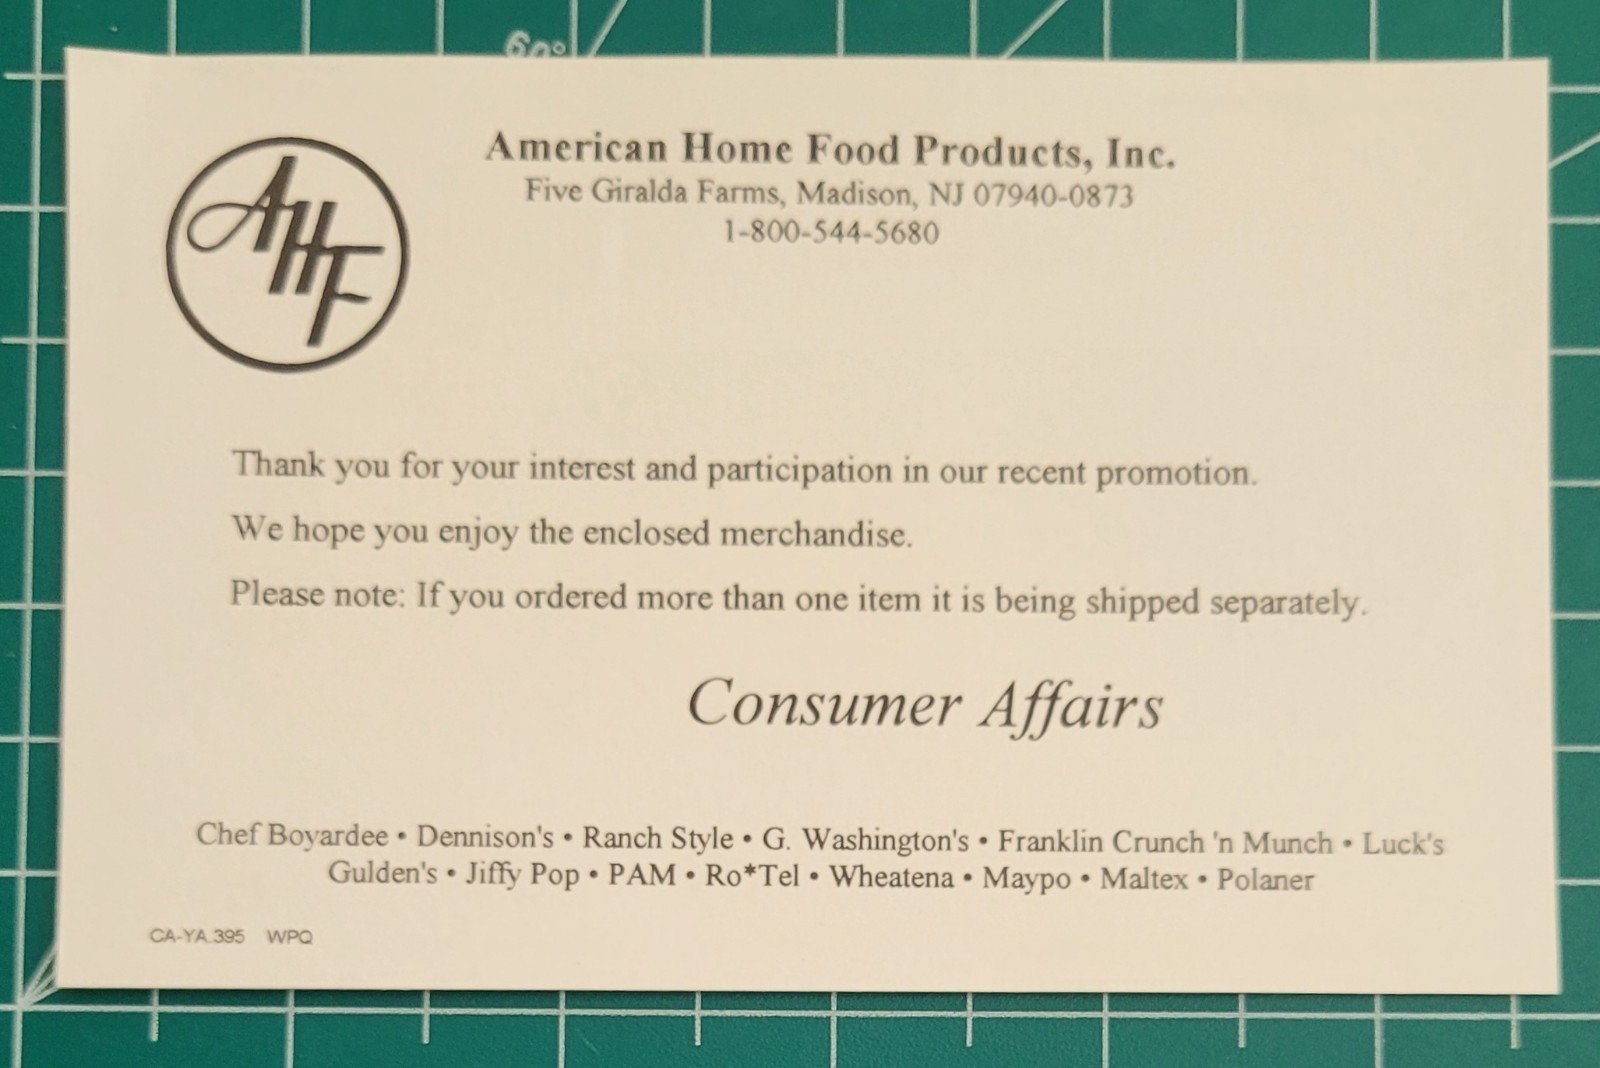 60°
AHF
American Home Food Products, Inc.
Five Giralda Farms, Madison, NJ 07940-0873
1-800-544-5680
Thank you for your interest and participation in our recent promotion.
We hope you enjoy the enclosed merchandise.
Please note: If you ordered more than one item it is being shipped separately.
Consumer Affairs
Chef Boyardee • Dennison's • Ranch Style • G. Washington's • Franklin Crunch 'n Munch • Luck's
Gulden's • Jiffy Pop • PAM • Ro*Tel • Wheatena • Maypo • Maltex • Polaner
CA-YA.395 WPQ